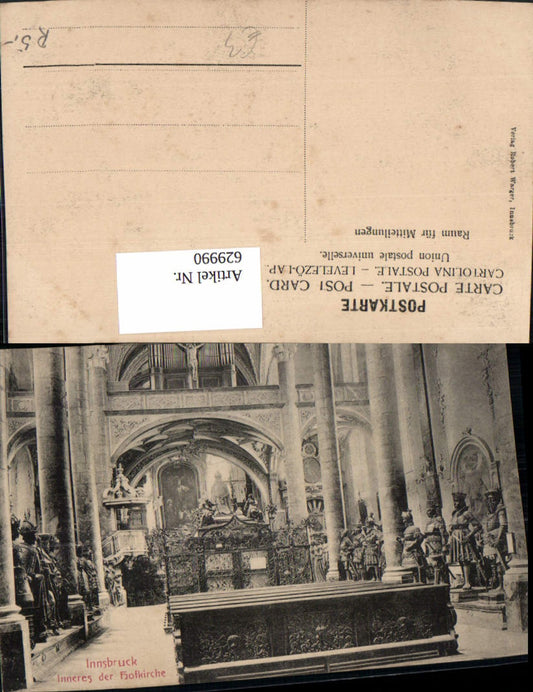 POSTKARTE
CARTE POSTALE. — POST CARD.
CARTOLINA POSTALE. – LEVELEZŐ-LAP.
Union postale universelle.
Raum für Mitteilungen
Verlag Robert Warger, Innsbruck
Artikel Nr.
629990
R 5.-
Innsbruck
Inneres der Hofkirche